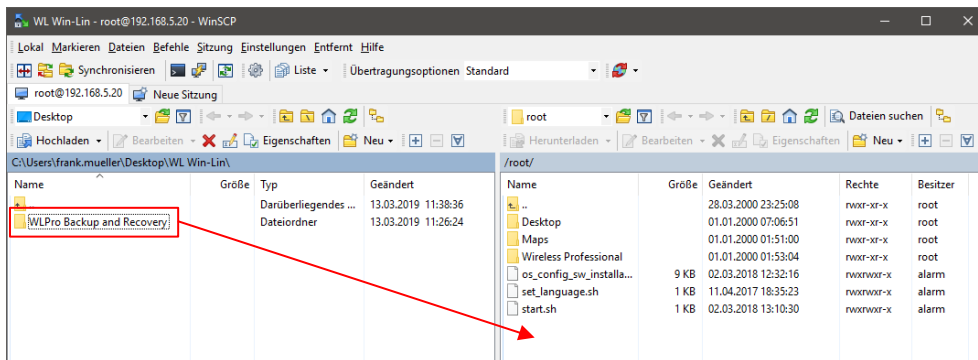 WL Win-Lin - root@192.168.5.20 - WinSCP
Lokal Markieren Dateien Befehle Sitzung Einstellungen Entfernt Hilfe
Synchronisieren Liste Übertragungsoptionen Standard
root@192.168.5.20 Neue Sitzung
Desktop
Hochladen Bearbeiten Eigenschaften Neu
C:\Users\frank.mueller\Desktop\WL Win-Lin\
Name Größe Typ Geändert
.. Darüberliegendes ... 13.03.2019 11:38:36
WLPro Backup and Recovery Dateiordner 13.03.2019 11:26:24
root Dateien suchen
Herunterladen Bearbeiten Eigenschaften Neu
/root/
Name Größe Geändert Rechte Besitzer
.. 28.03.2000 23:25:08 rwxr-xr-x root
Desktop 01.01.2000 07:06:51 rwxr-xr-x root
Maps 01.01.2000 01:51:00 rwxr-xr-x root
Wireless Professional 01.01.2000 01:53:04 rwxr-xr-x root
os_config_sw_installa... 9 KB 02.03.2018 12:32:16 rwxrwxr-x alarm
set_language.sh 1 KB 11.04.2017 18:35:23 rwxrwxr-x alarm
start.sh 1 KB 02.03.2018 13:10:30 rwxrwxr-x alarm